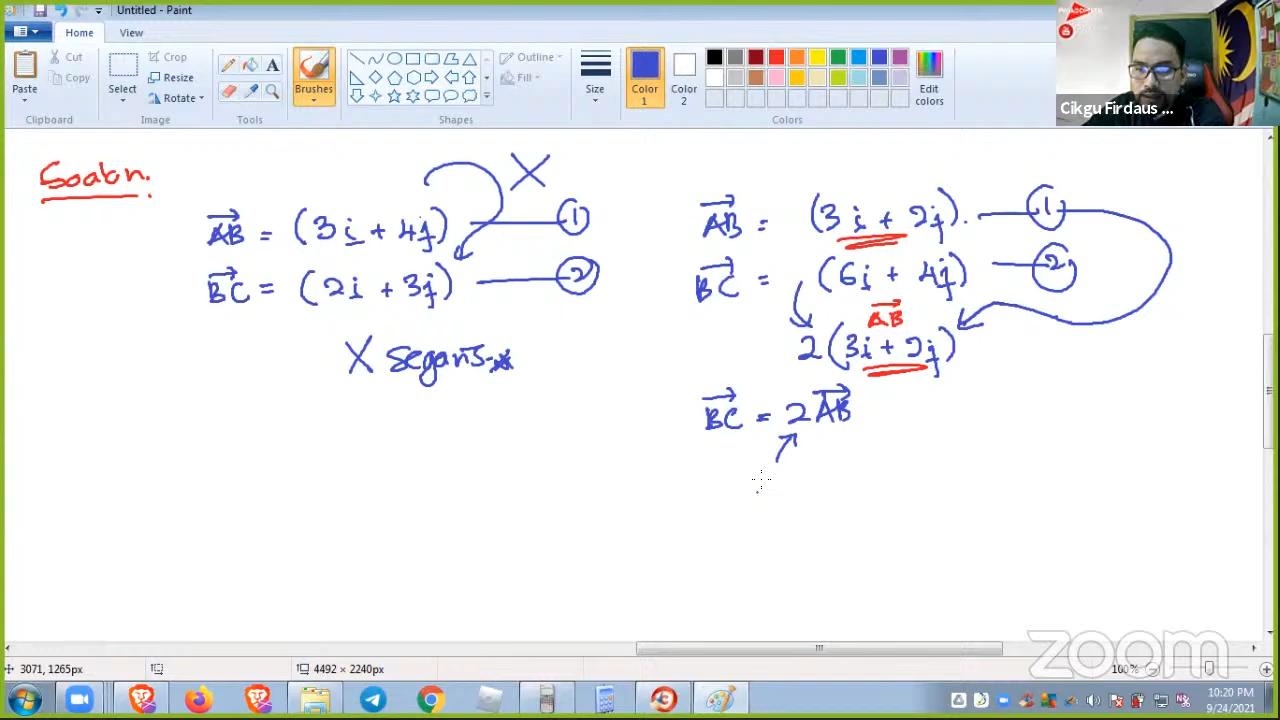 Untitled - Paint
Home View
Paste
Cut
Copy
Select
Crop
Resize
Rotate
Brushes
Outline
Fill
Size
Color 1
Color 2
Edit colors
Clipboard Image Tools Shapes Colors
Cikgu Firdaus ...
Soalan.
AB = (3i + 4j) 1
BC = (2i + 3j) 2
X segaris
AB = (3i + 2j). 1
BC = (6i + 4j) 2
AB
2(3i + 2j)
BC = 2AB
zoom
3071, 1265px
4492 × 2240px
100%
10:20 PM
9/24/2021